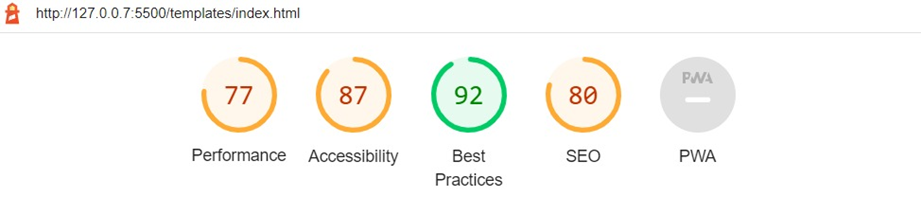 http://127.0.0.7:5500/templates/index.html
77 87 92 80 PWA
Performance Accessibility Best Practices SEO PWA